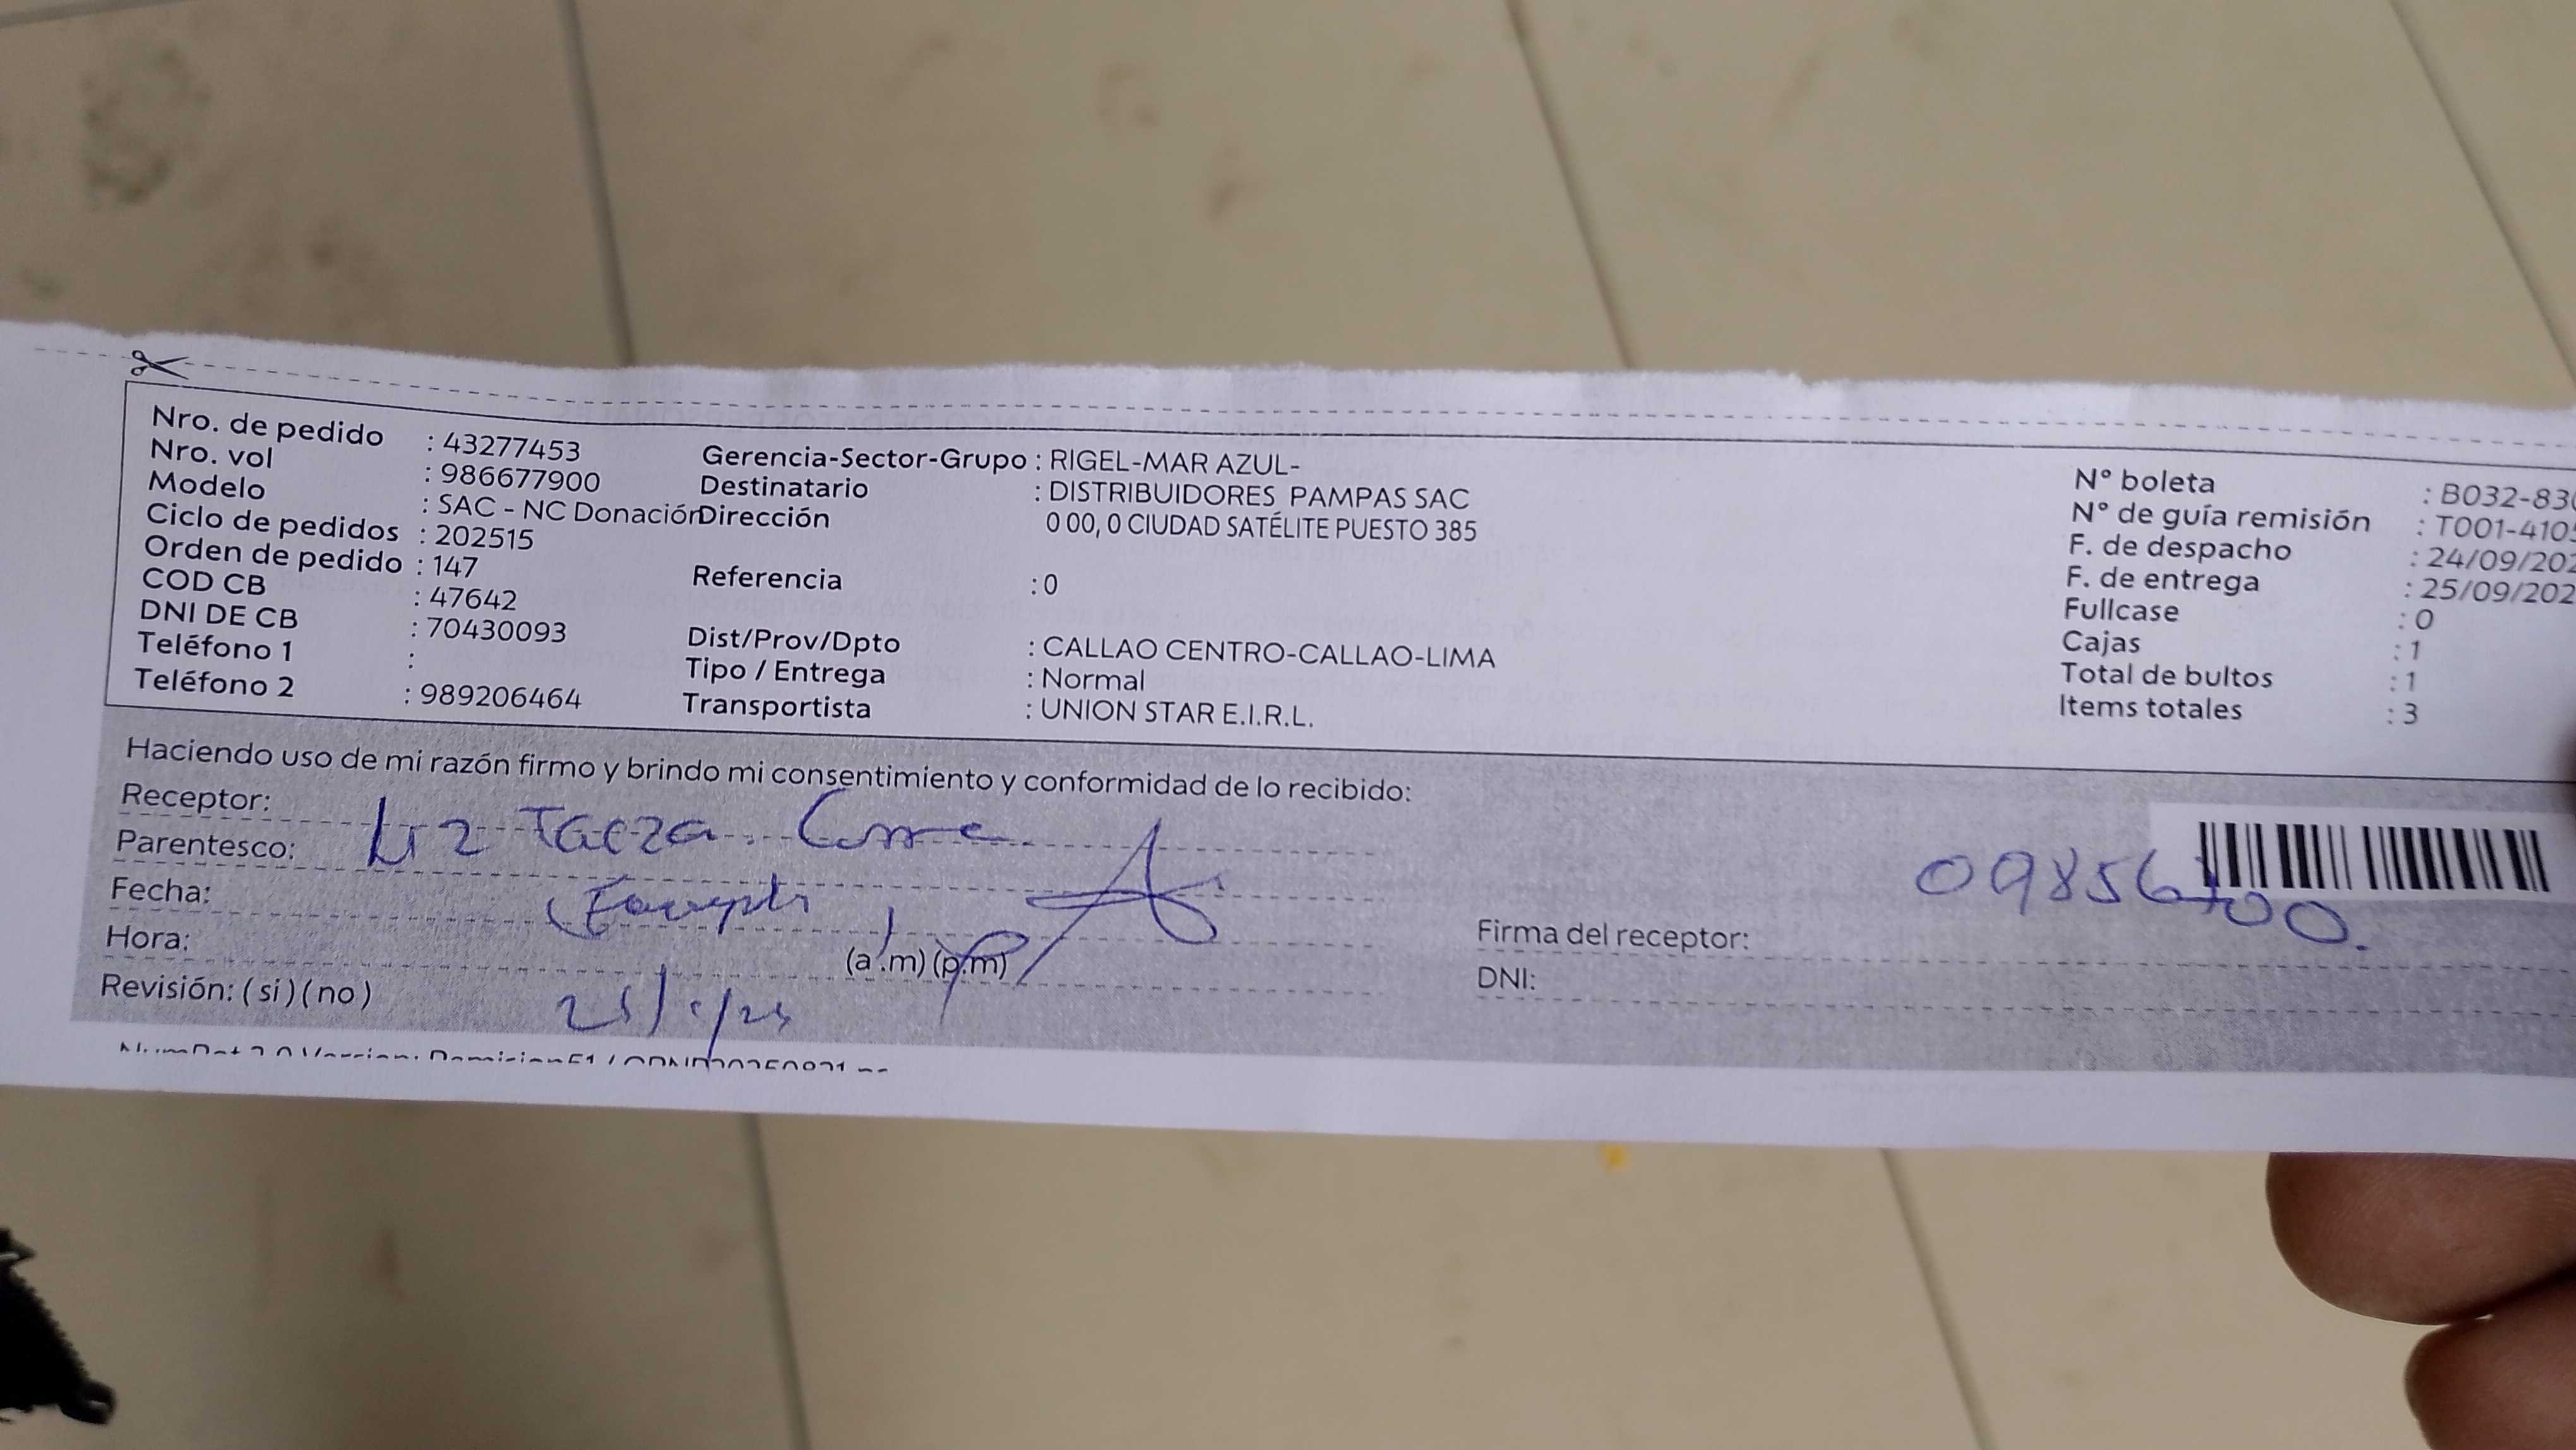 Nro. de pedido : 43277453
Nro. vol : 986677900
Modelo : SAC - NC Donación
Ciclo de pedidos : 202515
Orden de pedido : 147
COD CB : 47642
DNI DE CB : 70430093
Teléfono 1 :
Teléfono 2 : 989206464
Gerencia-Sector-Grupo : RIGEL-MAR AZUL-
Destinatario : DISTRIBUIDORES PAMPAS SAC
Dirección 0 00, 0 CIUDAD SATÉLITE PUESTO 385
Referencia : 0
Dist/Prov/Dpto : CALLAO CENTRO-CALLAO-LIMA
Tipo / Entrega : Normal
Transportista : UNION STAR E.I.R.L.
N° boleta : B032-830
N° de guía remisión : T001-4105
F. de despacho : 24/09/202
F. de entrega : 25/09/202
Fullcase : 0
Cajas : 1
Total de bultos : 1
Items totales : 3
Haciendo uso de mi razón firmo y brindo mi consentimiento y conformidad de lo recibido:
Receptor: Liz Tacza
Parentesco:
Fecha:
Hora: (a.m) (p.m)
Revisión: ( si ) ( no )
Firma del receptor:
DNI: